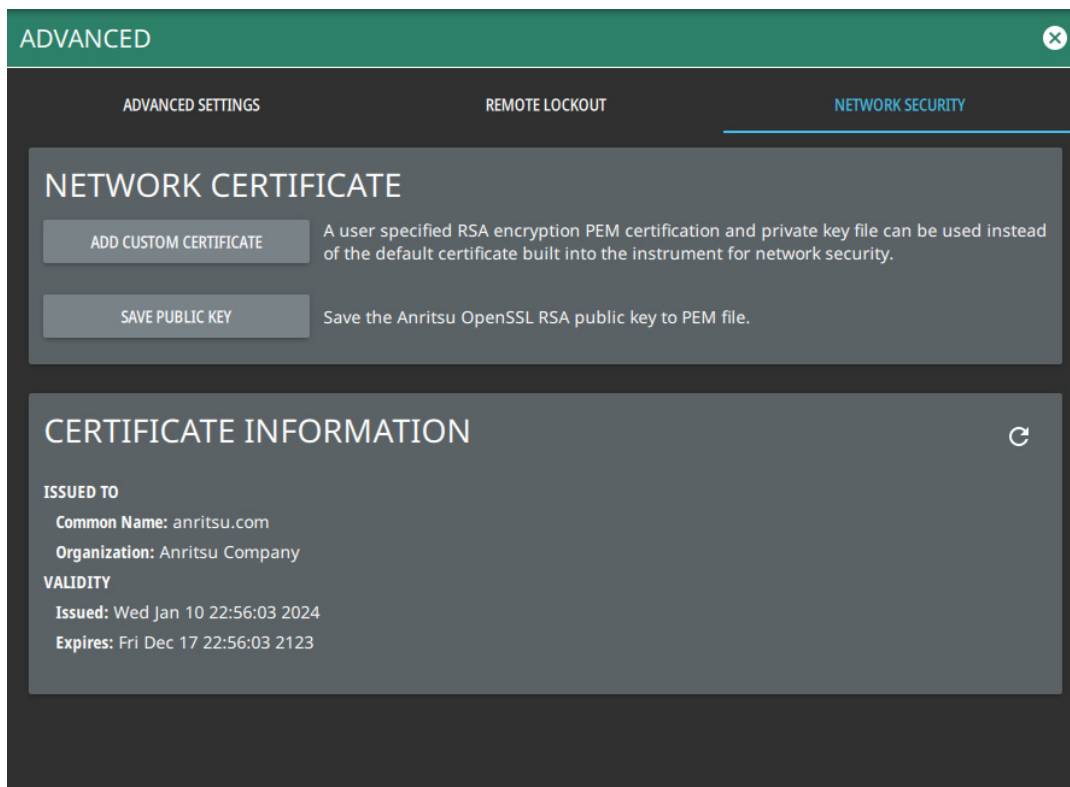 ADVANCED
ADVANCED SETTINGS
REMOTE LOCKOUT
NETWORK SECURITY
NETWORK CERTIFICATE
ADD CUSTOM CERTIFICATE
A user specified RSA encryption PEM certification and private key file can be used instead
of the default certificate built into the instrument for network security.
SAVE PUBLIC KEY
Save the Anritsu OpenSSL RSA public key to PEM file.
CERTIFICATE INFORMATION
ISSUED TO
Common Name: anritsu.com
Organization: Anritsu Company
VALIDITY
Issued: Wed Jan 10 22:56:03 2024
Expires: Fri Dec 17 22:56:03 2123